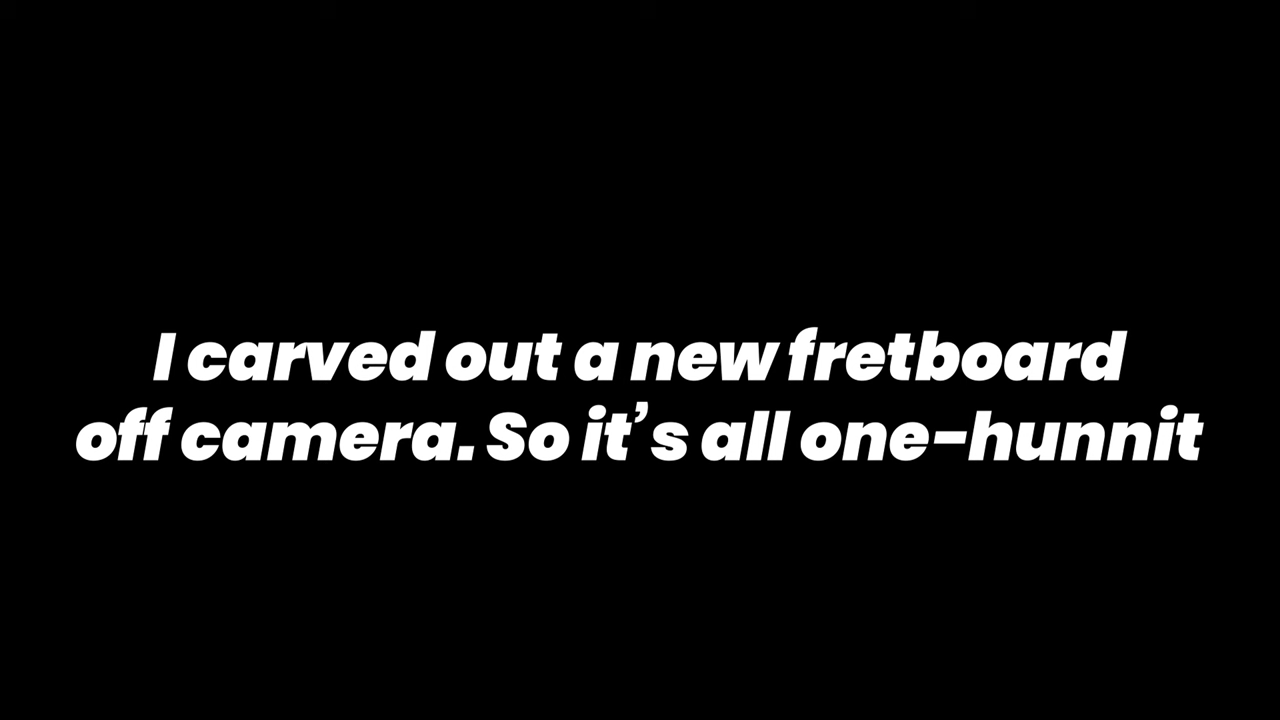 I carved out a new fretboard
off camera. So it’s all one-hunnit